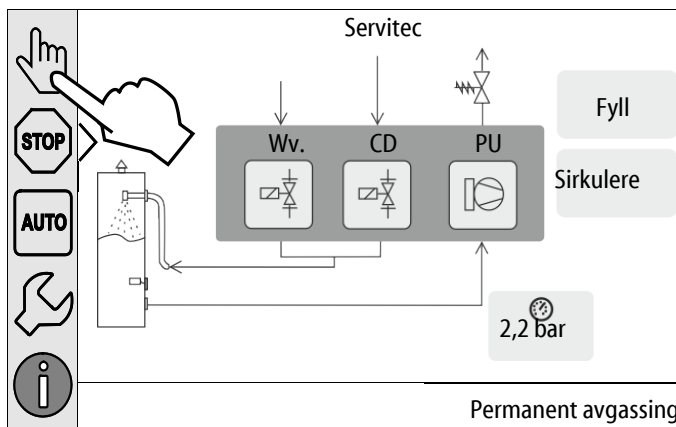 Servitec
STOP
Wv.
CD
PU
Fyll
Sirkulere
AUTO
2,2 bar
i
Permanent avgassing